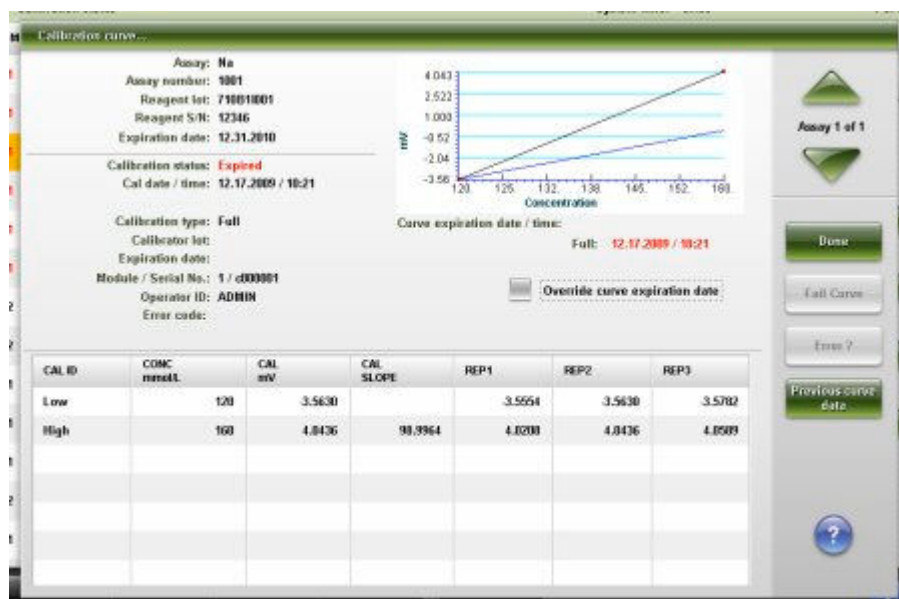 Calibration curve...
Assay: Na
Assay number: 1001
Reagent lot: 71081I001
Reagent S/N: 12346
Expiration date: 12.31.2010
Calibration status: Expired
Cal date / time: 12.17.2009 / 10:21
Calibration type: Full
Calibrator lot:
Expiration date:
Module / Serial No.: 1 / c000001
Operator ID: ADMIN
Error code:
4.043
2.522
1.000
-0.52
-2.04
-3.56
mV
120. 125. 132. 138. 145. 152. 160.
Concentration
Curve expiration date / time:
Full: 12.17.2009 / 10:21
Override curve expiration date
Assay 1 of 1
Done
Fail Curve
Error ?
Previous curve
data
CAL ID CONC mmol/L CAL mV CAL SLOPE REP1 REP2 REP3
Low 120 -3.5630 -3.5554 -3.5630 -3.5782
High 160 4.0436 98.9964 4.0208 4.0436 4.0589
?